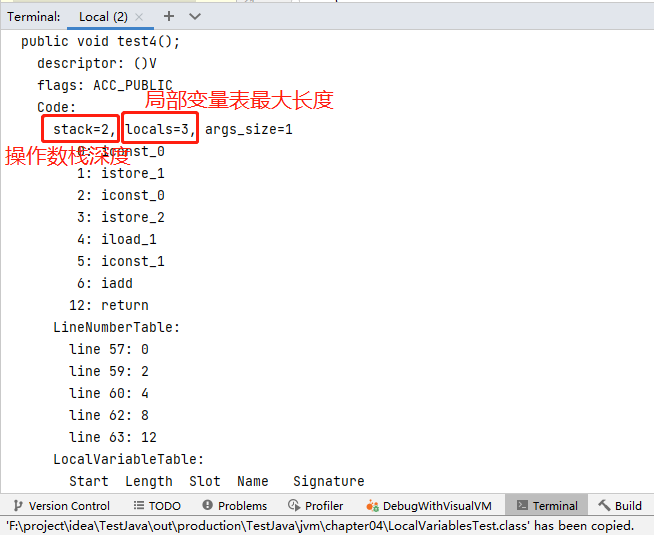 Terminal: Local (2) × + ∨
public void test4();
descriptor: ()V
flags: ACC_PUBLIC
局部变量表最大长度
Code:
stack=2, locals=3, args_size=1
操作数栈深度
0: iconst_0
1: istore_1
2: iconst_0
3: istore_2
4: iload_1
5: iconst_1
6: iadd
12: return
LineNumberTable:
line 57: 0
line 59: 2
line 60: 4
line 62: 8
line 63: 12
LocalVariableTable:
Start Length Slot Name Signature
Version Control TODO Problems Profiler DebugWithVisualVM Terminal Build
'F:\project\idea\TestJava\out\production\TestJava\jvm\chapter04\LocalVariablesTest.class' has been copied.